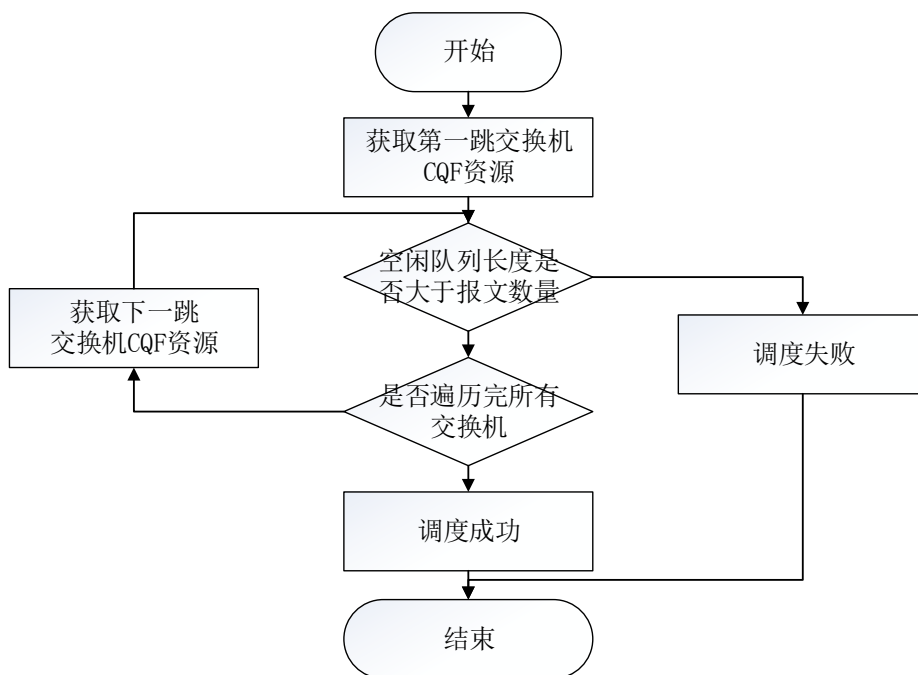 开始
获取第一跳交换机
CQF资源
空闲队列长度是
否大于报文数量
获取下一跳
交换机CQF资源
调度失败
是否遍历完所有
交换机
调度成功
结束